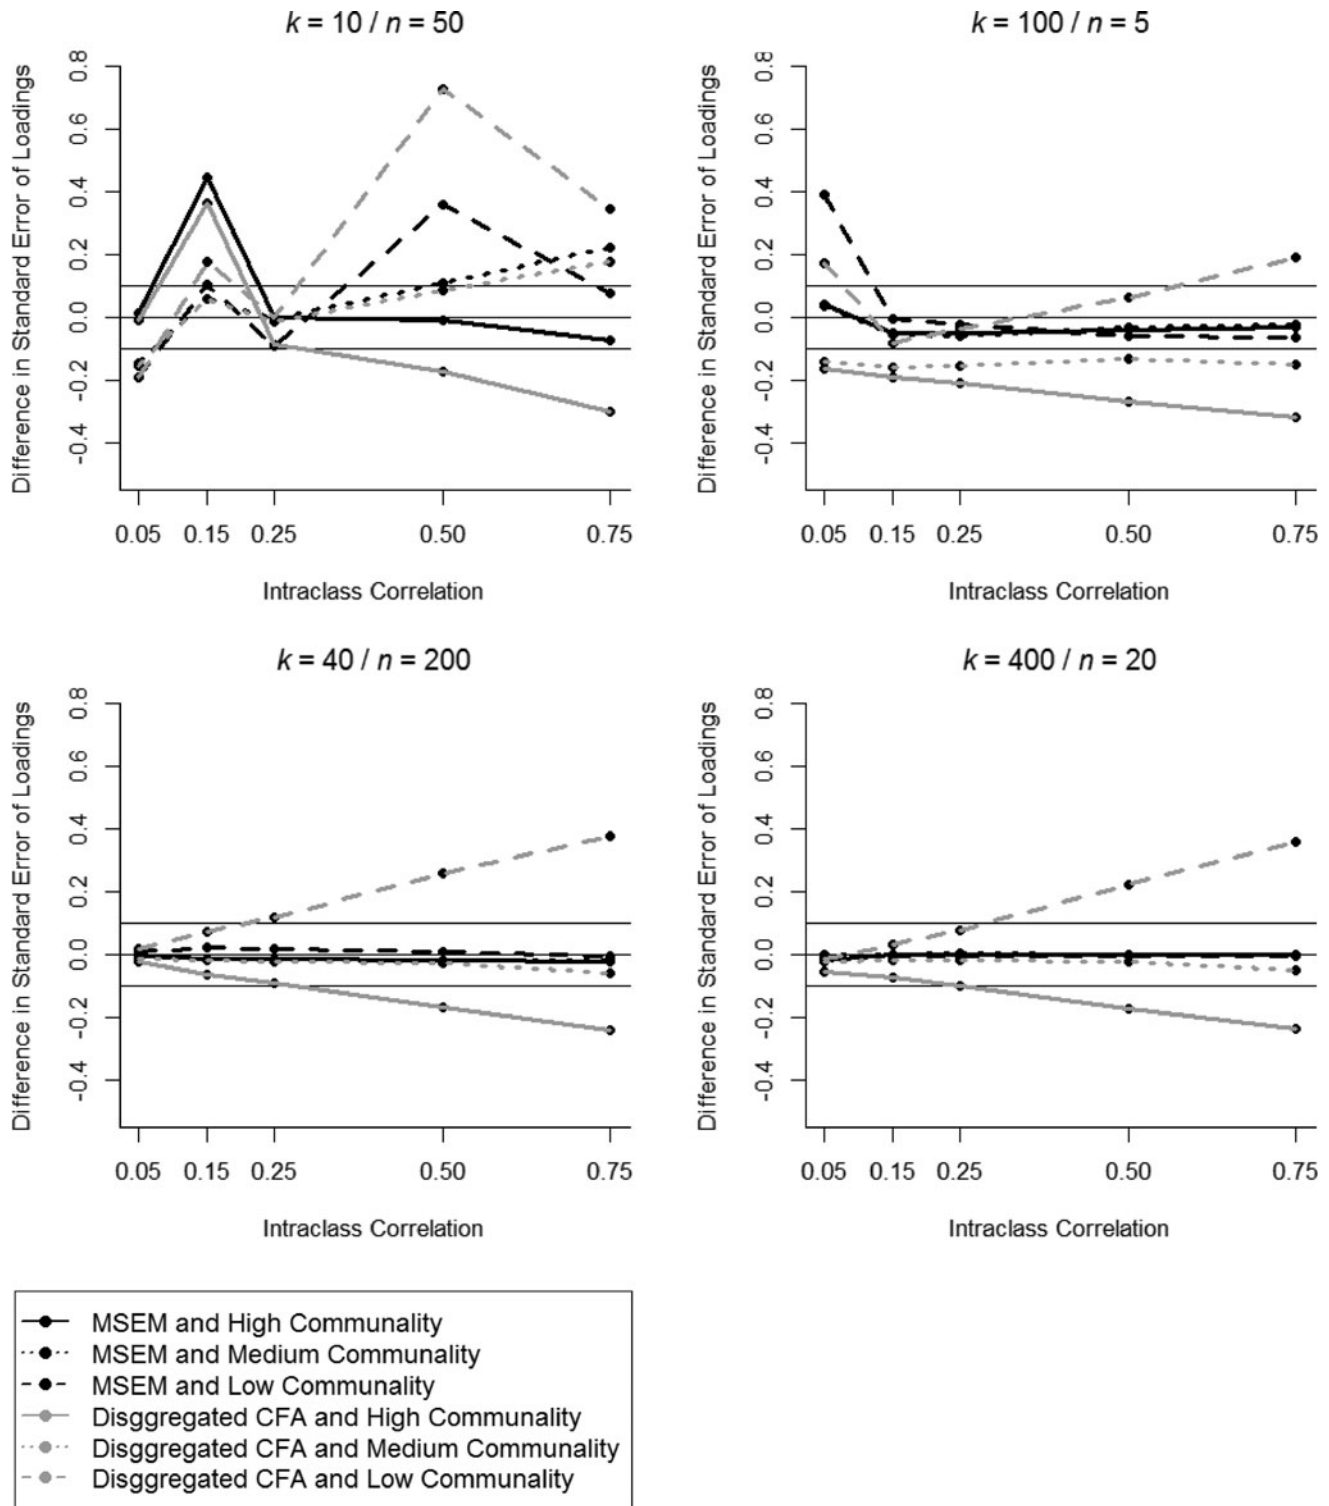 k = 10 / n = 50
k = 100 / n = 5
Difference in Standard Error of Loadings
0.8
0.6
0.4
0.2
0.0
-0.2
-0.4
0.05 0.15 0.25 0.50 0.75
Intraclass Correlation
Difference in Standard Error of Loadings
0.8
0.6
0.4
0.2
0.0
-0.2
-0.4
0.05 0.15 0.25 0.50 0.75
Intraclass Correlation
k = 40 / n = 200
k = 400 / n = 20
Difference in Standard Error of Loadings
0.8
0.6
0.4
0.2
0.0
-0.2
-0.4
0.05 0.15 0.25 0.50 0.75
Intraclass Correlation
Difference in Standard Error of Loadings
0.8
0.6
0.4
0.2
0.0
-0.2
-0.4
0.05 0.15 0.25 0.50 0.75
Intraclass Correlation
MSEM and High Communality
MSEM and Medium Communality
MSEM and Low Communality
Disggregated CFA and High Communality
Disggregated CFA and Medium Communality
Disggregated CFA and Low Communality